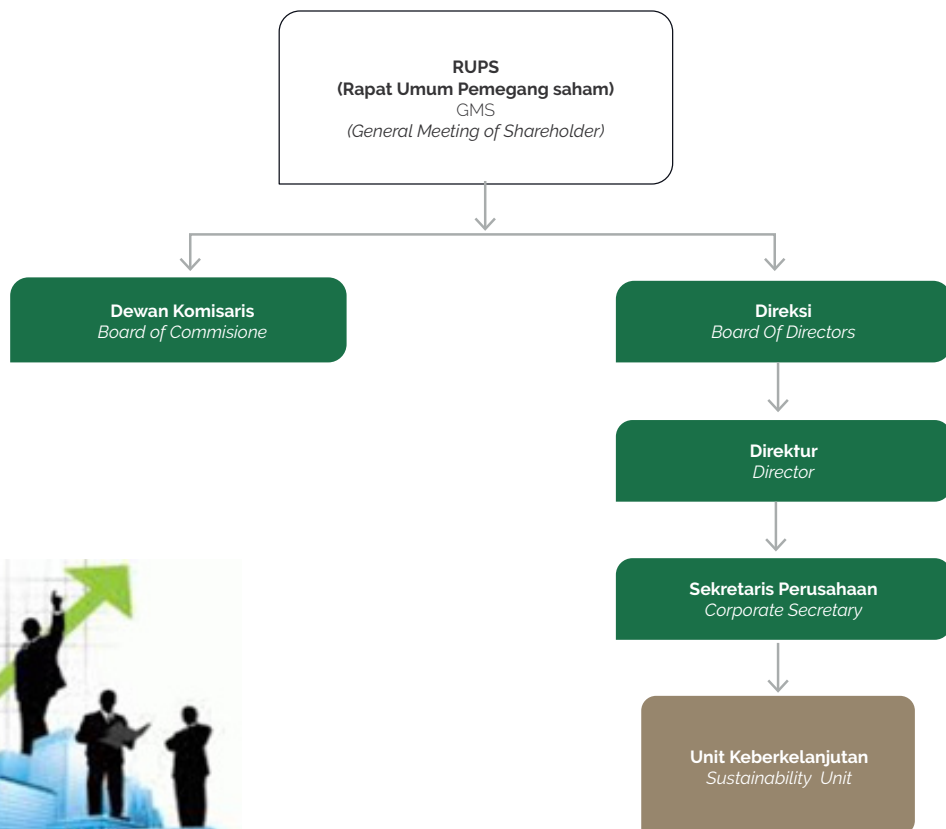 RUPS
(Rapat Umum Pemegang saham)
GMS
(General Meeting of Shareholder)
Dewan Komisaris
Board of Commisione
Direksi
Board Of Directors
Direktur
Director
Sekretaris Perusahaan
Corporate Secretary
Unit Keberkelanjutan
Sustainability Unit